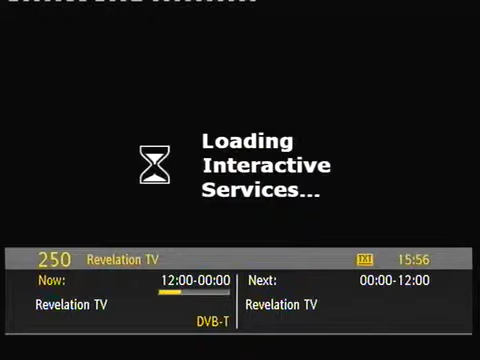 Loading
Interactive
Services...
250 Revelation TV TXT 15:56
Now: 12:00-00:00 Next: 00:00-12:00
Revelation TV Revelation TV
DVB-T